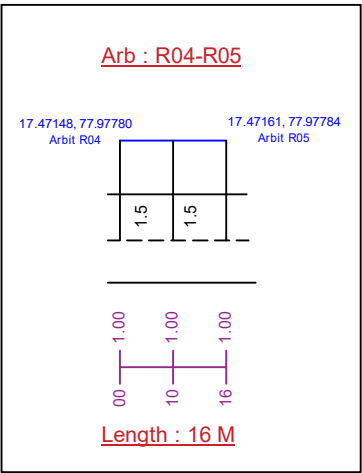 Arb : R04-R05
17.47148, 77.97780
Arbit R04
17.47161, 77.97784
Arbit R05
1.5
1.5
1.00
1.00
1.00
00
10
16
Length : 16 M